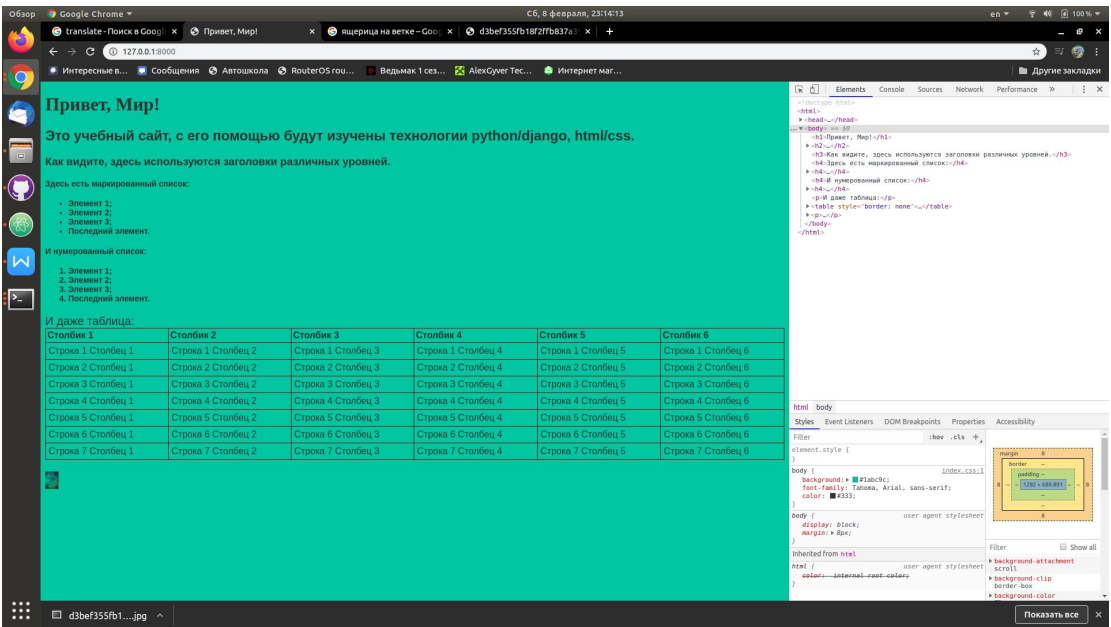 Обзор Google Chrome ▾ Сб, 8 февраля, 23:14:13 en ▾ 100 % ▾
translate - Поиск в Googl × Привет, Мир! × ящерица на ветке – Goo × d3bef355fb18f2ffb837a3 × +
127.0.0.1:8000
Интересные в... Сообщения Автошкола RouterOS rou... Ведьмак 1 сез... AlexGyver Tec... Интернет маг... Другие закладки
Привет, Мир!
Это учебный сайт, с его помощью будут изучены технологии python/django, html/css.
Как видите, здесь используются заголовки различных уровней.
Здесь есть маркированный список:
• Элемент 1;
• Элемент 2;
• Элемент 3;
• Последний элемент.
И нумерованный список:
1. Элемент 1;
2. Элемент 2;
3. Элемент 3;
4. Последний элемент.
И даже таблица:
Столбик 1 Столбик 2 Столбик 3 Столбик 4 Столбик 5 Столбик 6
Строка 1 Столбец 1 Строка 1 Столбец 2 Строка 1 Столбец 3 Строка 1 Столбец 4 Строка 1 Столбец 5 Строка 1 Столбец 6
Строка 2 Столбец 1 Строка 2 Столбец 2 Строка 2 Столбец 3 Строка 2 Столбец 4 Строка 2 Столбец 5 Строка 2 Столбец 6
Строка 3 Столбец 1 Строка 3 Столбец 2 Строка 3 Столбец 3 Строка 3 Столбец 4 Строка 3 Столбец 5 Строка 3 Столбец 6
Строка 4 Столбец 1 Строка 4 Столбец 2 Строка 4 Столбец 3 Строка 4 Столбец 4 Строка 4 Столбец 5 Строка 4 Столбец 6
Строка 5 Столбец 1 Строка 5 Столбец 2 Строка 5 Столбец 3 Строка 5 Столбец 4 Строка 5 Столбец 5 Строка 5 Столбец 6
Строка 6 Столбец 1 Строка 6 Столбец 2 Строка 6 Столбец 3 Строка 6 Столбец 4 Строка 6 Столбец 5 Строка 6 Столбец 6
Строка 7 Столбец 1 Строка 7 Столбец 2 Строка 7 Столбец 3 Строка 7 Столбец 4 Строка 7 Столбец 5 Строка 7 Столбец 6
Elements Console Sources Network Performance »
<!doctype html>
<html>
▸<head>…</head>
...▾<body> == $0
<h1>Привет, Мир!</h1>
▸<h2>…</h2>
<h3>Как видите, здесь используются заголовки различных уровней.</h3>
<h4>Здесь есть маркированный список:</h4>
▸<h4>…</h4>
<h4>И нумерованный список:</h4>
▸<h4>…</h4>
<p>И даже таблица:</p>
▸<table style="border: none">…</table>
▸<p>…</p>
</body>
</html>
html body
Styles Event Listeners DOM Breakpoints Properties Accessibility
Filter :hov .cls +
element.style {
}
body { index.css:1
background:▸ #1abc9c;
font-family: Tahoma, Arial, sans-serif;
color: #333;
}
body { user agent stylesheet
display: block;
margin:▸ 8px;
}
Inherited from html
html { user agent stylesheet
color: -internal-root-color;
}
margin 8
border –
padding –
8 – – 1282 × 689.891 – – 8
–
–
8
Filter Show all
▸background-attachment
scroll
▸background-clip
border-box
▸background-color
d3bef355fb1....jpg
Показать все ×